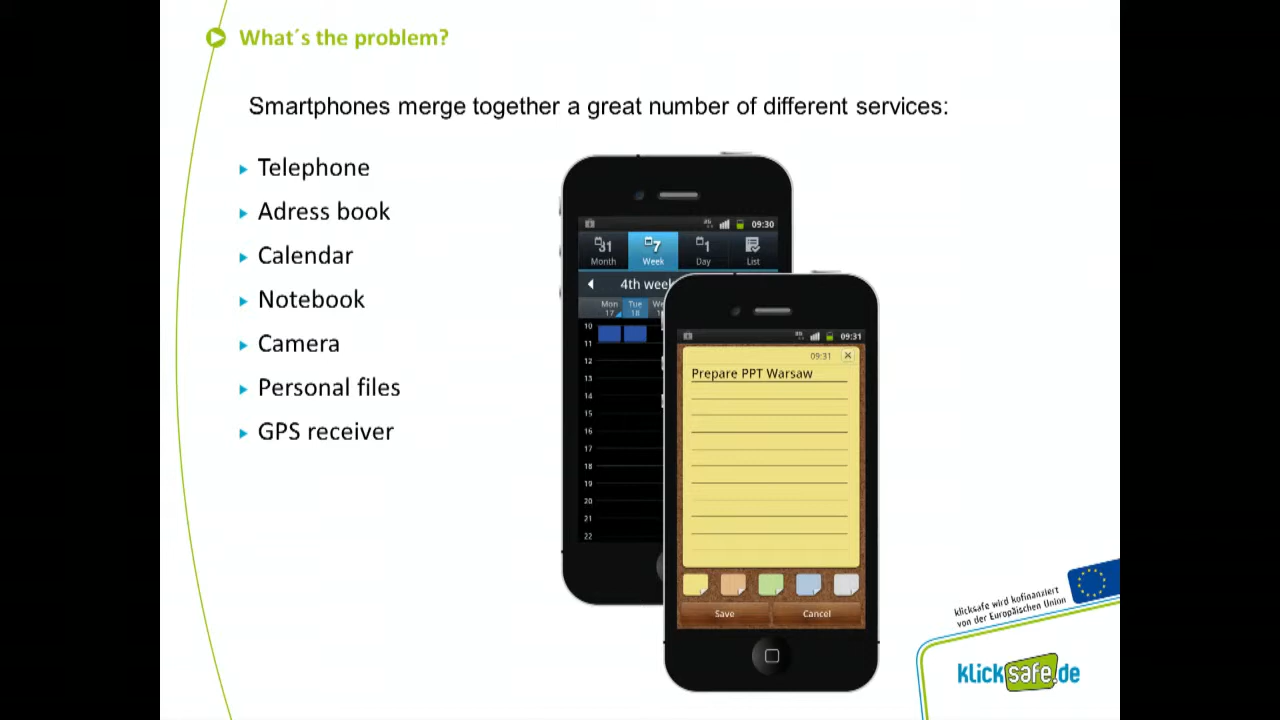 What´s the problem?
Smartphones merge together a great number of different services:
Telephone
Adress book
Calendar
Notebook
Camera
Personal files
GPS receiver
09:30
31
Month
7
Week
1
Day
List
4th week
Mon
17
Tue
18
10
11
12
13
14
15
16
17
18
19
20
21
22
09:31
09:31
Prepare PPT Warsaw
Save Cancel
klicksafe wird kofinanziert
von der Europäischen Union
klicksafe.de